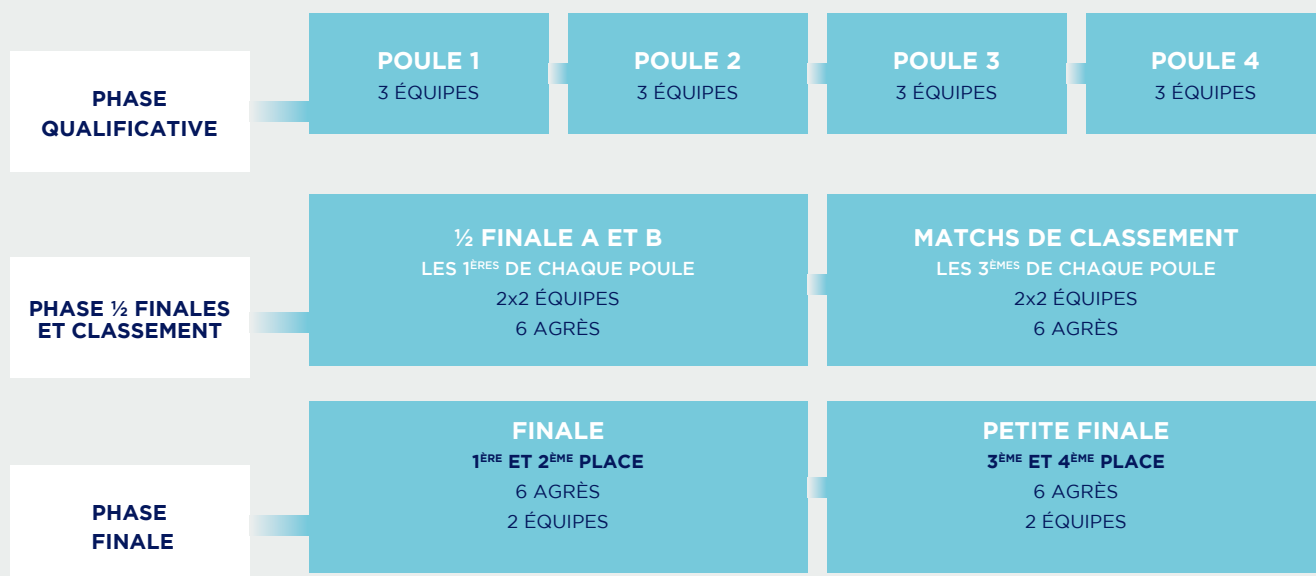 PHASE
QUALIFICATIVE
POULE 1
3 ÉQUIPES
POULE 2
3 ÉQUIPES
POULE 3
3 ÉQUIPES
POULE 4
3 ÉQUIPES
PHASE ½ FINALES
ET CLASSEMENT
½ FINALE A ET B
LES 1ÈRES DE CHAQUE POULE
2x2 ÉQUIPES
6 AGRÈS
MATCHS DE CLASSEMENT
LES 3ÈMES DE CHAQUE POULE
2x2 ÉQUIPES
6 AGRÈS
PHASE
FINALE
FINALE
1ÈRE ET 2ÈME PLACE
6 AGRÈS
2 ÉQUIPES
PETITE FINALE
3ÈME ET 4ÈME PLACE
6 AGRÈS
2 ÉQUIPES